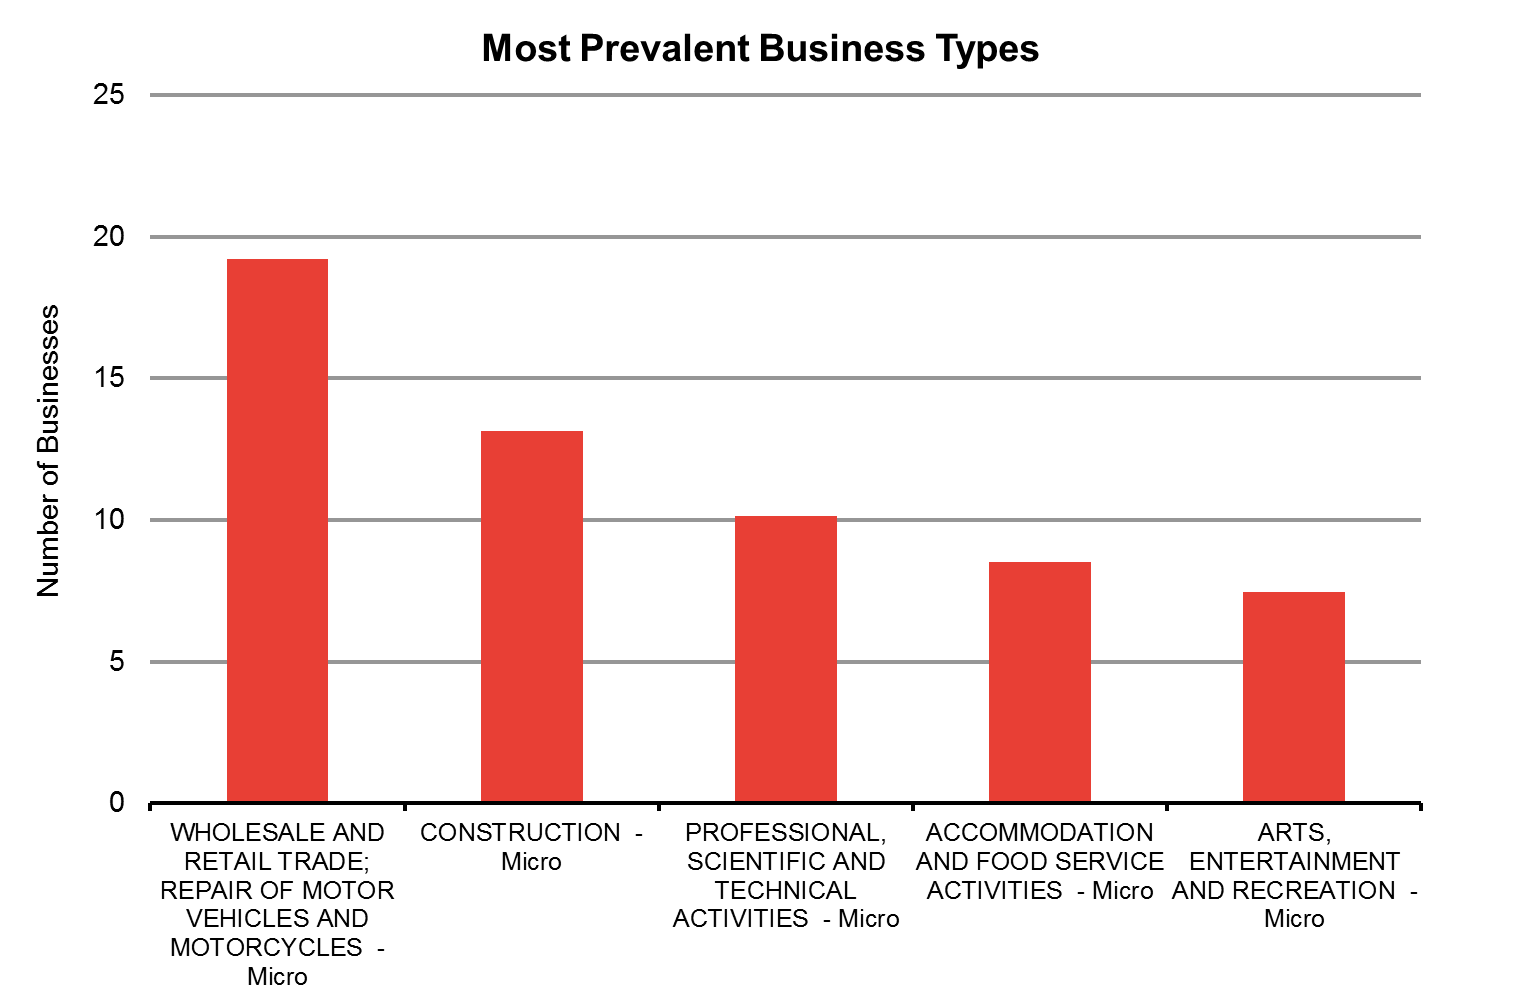 Most Prevalent Business Types
25
20
15
10
5
0
Number of Businesses
WHOLESALE AND
RETAIL TRADE;
REPAIR OF MOTOR
VEHICLES AND
MOTORCYCLES -
Micro
CONSTRUCTION -
Micro
PROFESSIONAL,
SCIENTIFIC AND
TECHNICAL
ACTIVITIES - Micro
ACCOMMODATION
AND FOOD SERVICE
ACTIVITIES - Micro
ARTS,
ENTERTAINMENT
AND RECREATION -
Micro